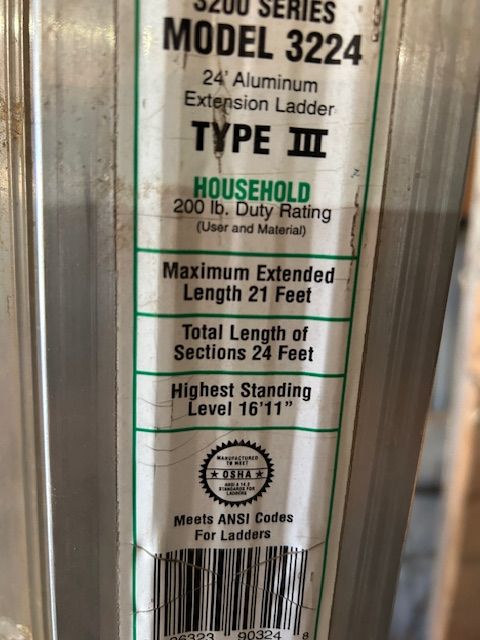 3200 SERIES
MODEL 3224
24' Aluminum
Extension Ladder
TYPE III
HOUSEHOLD
200 lb. Duty Rating
(User and Material)
Maximum Extended
Length 21 Feet
Total Length of
Sections 24 Feet
Highest Standing
Level 16'11"
MANUFACTURED
TO MEET
★ OSHA ★
ANSI A 14.2
STANDARDS FOR
LADDERS
Meets ANSI Codes
For Ladders
90324 8